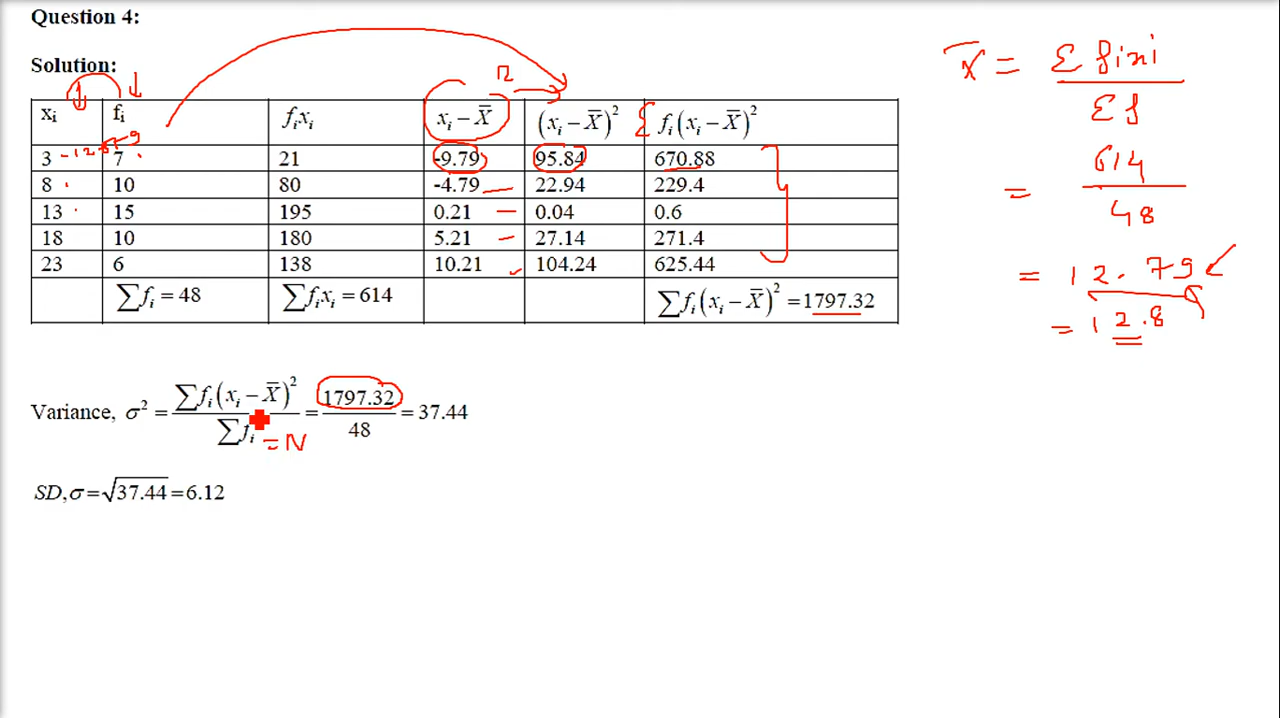 Question 4:
Solution:
12
xᵢ fᵢ fᵢxᵢ xᵢ − X̅ (xᵢ − X̅)² fᵢ(xᵢ − X̅)²
3 -12.79 7 21 -9.79 95.84 670.88
8 10 80 -4.79 22.94 229.4
13 15 195 0.21 0.04 0.6
18 10 180 5.21 27.14 271.4
23 6 138 10.21 104.24 625.44
∑fᵢ = 48 ∑fᵢxᵢ = 614 ∑fᵢ(xᵢ − X̅)² = 1797.32
Variance, σ² = ∑fᵢ(xᵢ − X̅)² / ∑fᵢ = 1797.32 / 48 = 37.44
= N
SD, σ = √37.44 = 6.12
X̅ = Σ fixi / Σf
= 614 / 48
= 12.79
= 12.8